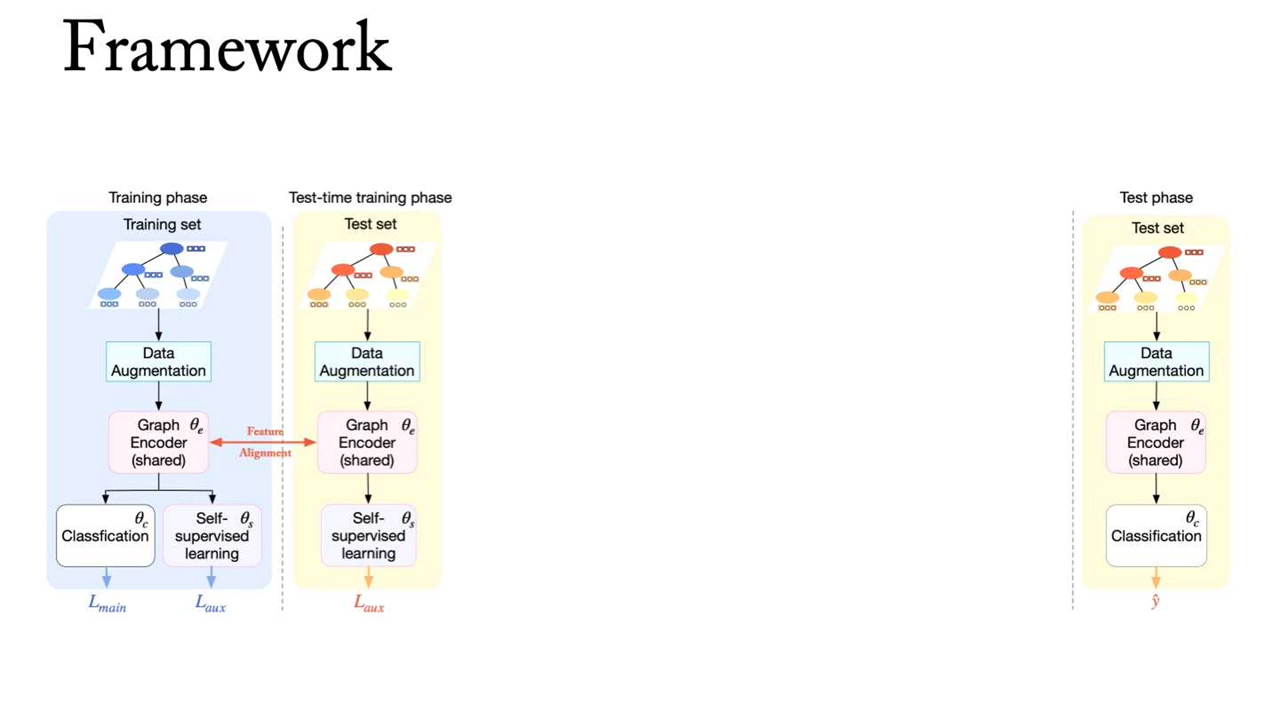 Framework
Training phase
Training set
Data
Augmentation
Graph θe
Encoder
(shared)
θc
Classfication
Self- θs
supervised
learning
Lmain
Laux
Feature
Alignment
Test-time training phase
Test set
Data
Augmentation
Graph θe
Encoder
(shared)
Self- θs
supervised
learning
Laux
Test phase
Test set
Data
Augmentation
Graph θe
Encoder
(shared)
θc
Classification
ŷ